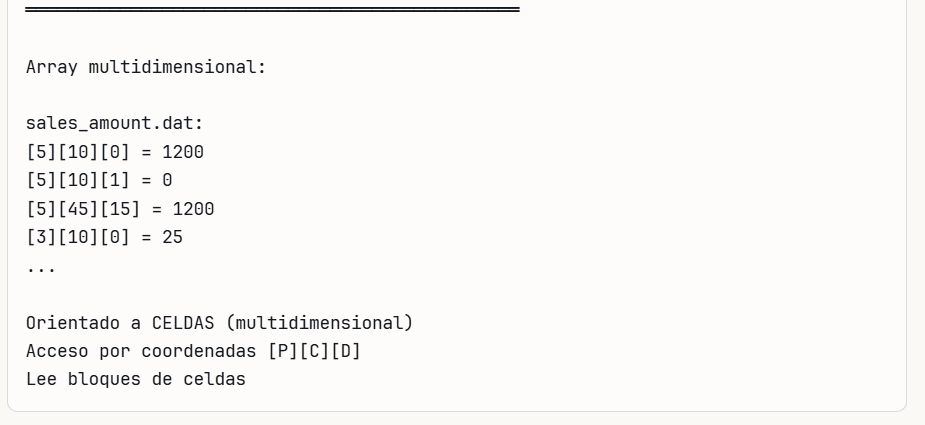 Array multidimensional:
sales_amount.dat:
[5][10][0] = 1200
[5][10][1] = 0
[5][45][15] = 1200
[3][10][0] = 25
...
Orientado a CELDAS (multidimensional)
Acceso por coordenadas [P][C][D]
Lee bloques de celdas